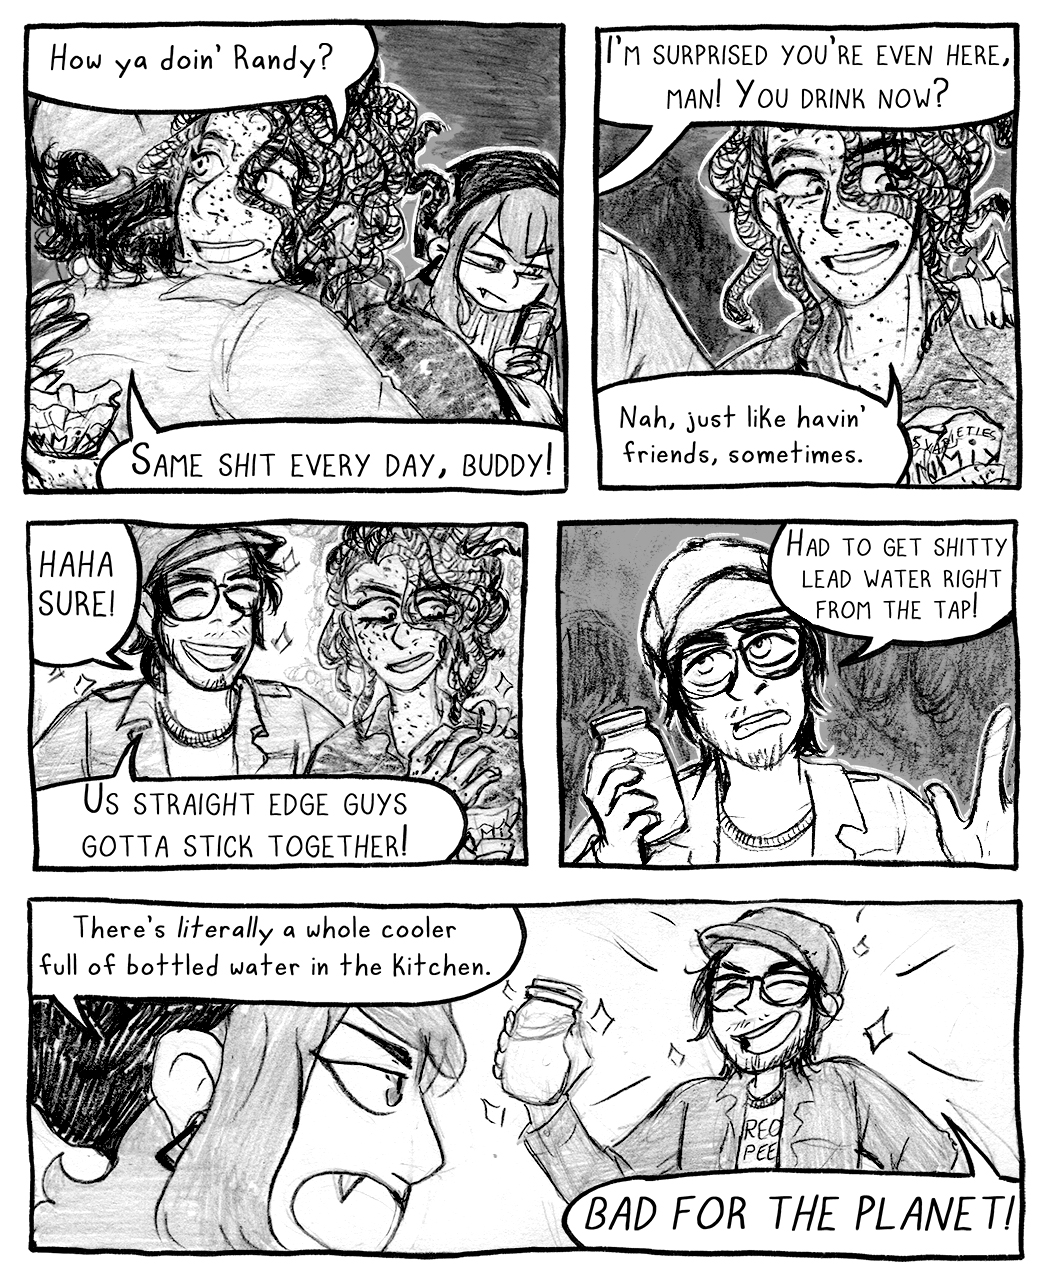 How ya doin' Randy?
SAME SHIT EVERY DAY, BUDDY!
I'M SURPRISED YOU'RE EVEN HERE,
MAN! YOU DRINK NOW?
Nah, just like havin'
friends, sometimes.
MIX
HAHA
SURE!
US STRAIGHT EDGE GUYS
GOTTA STICK TOGETHER!
HAD TO GET SHITTY
LEAD WATER RIGHT
FROM THE TAP!
There's literally a whole cooler
full of bottled water in the kitchen.
PEE
BAD FOR THE PLANET!